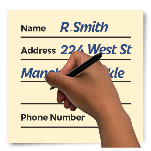 Name R. Smith
Address 224 West St
Phone Number